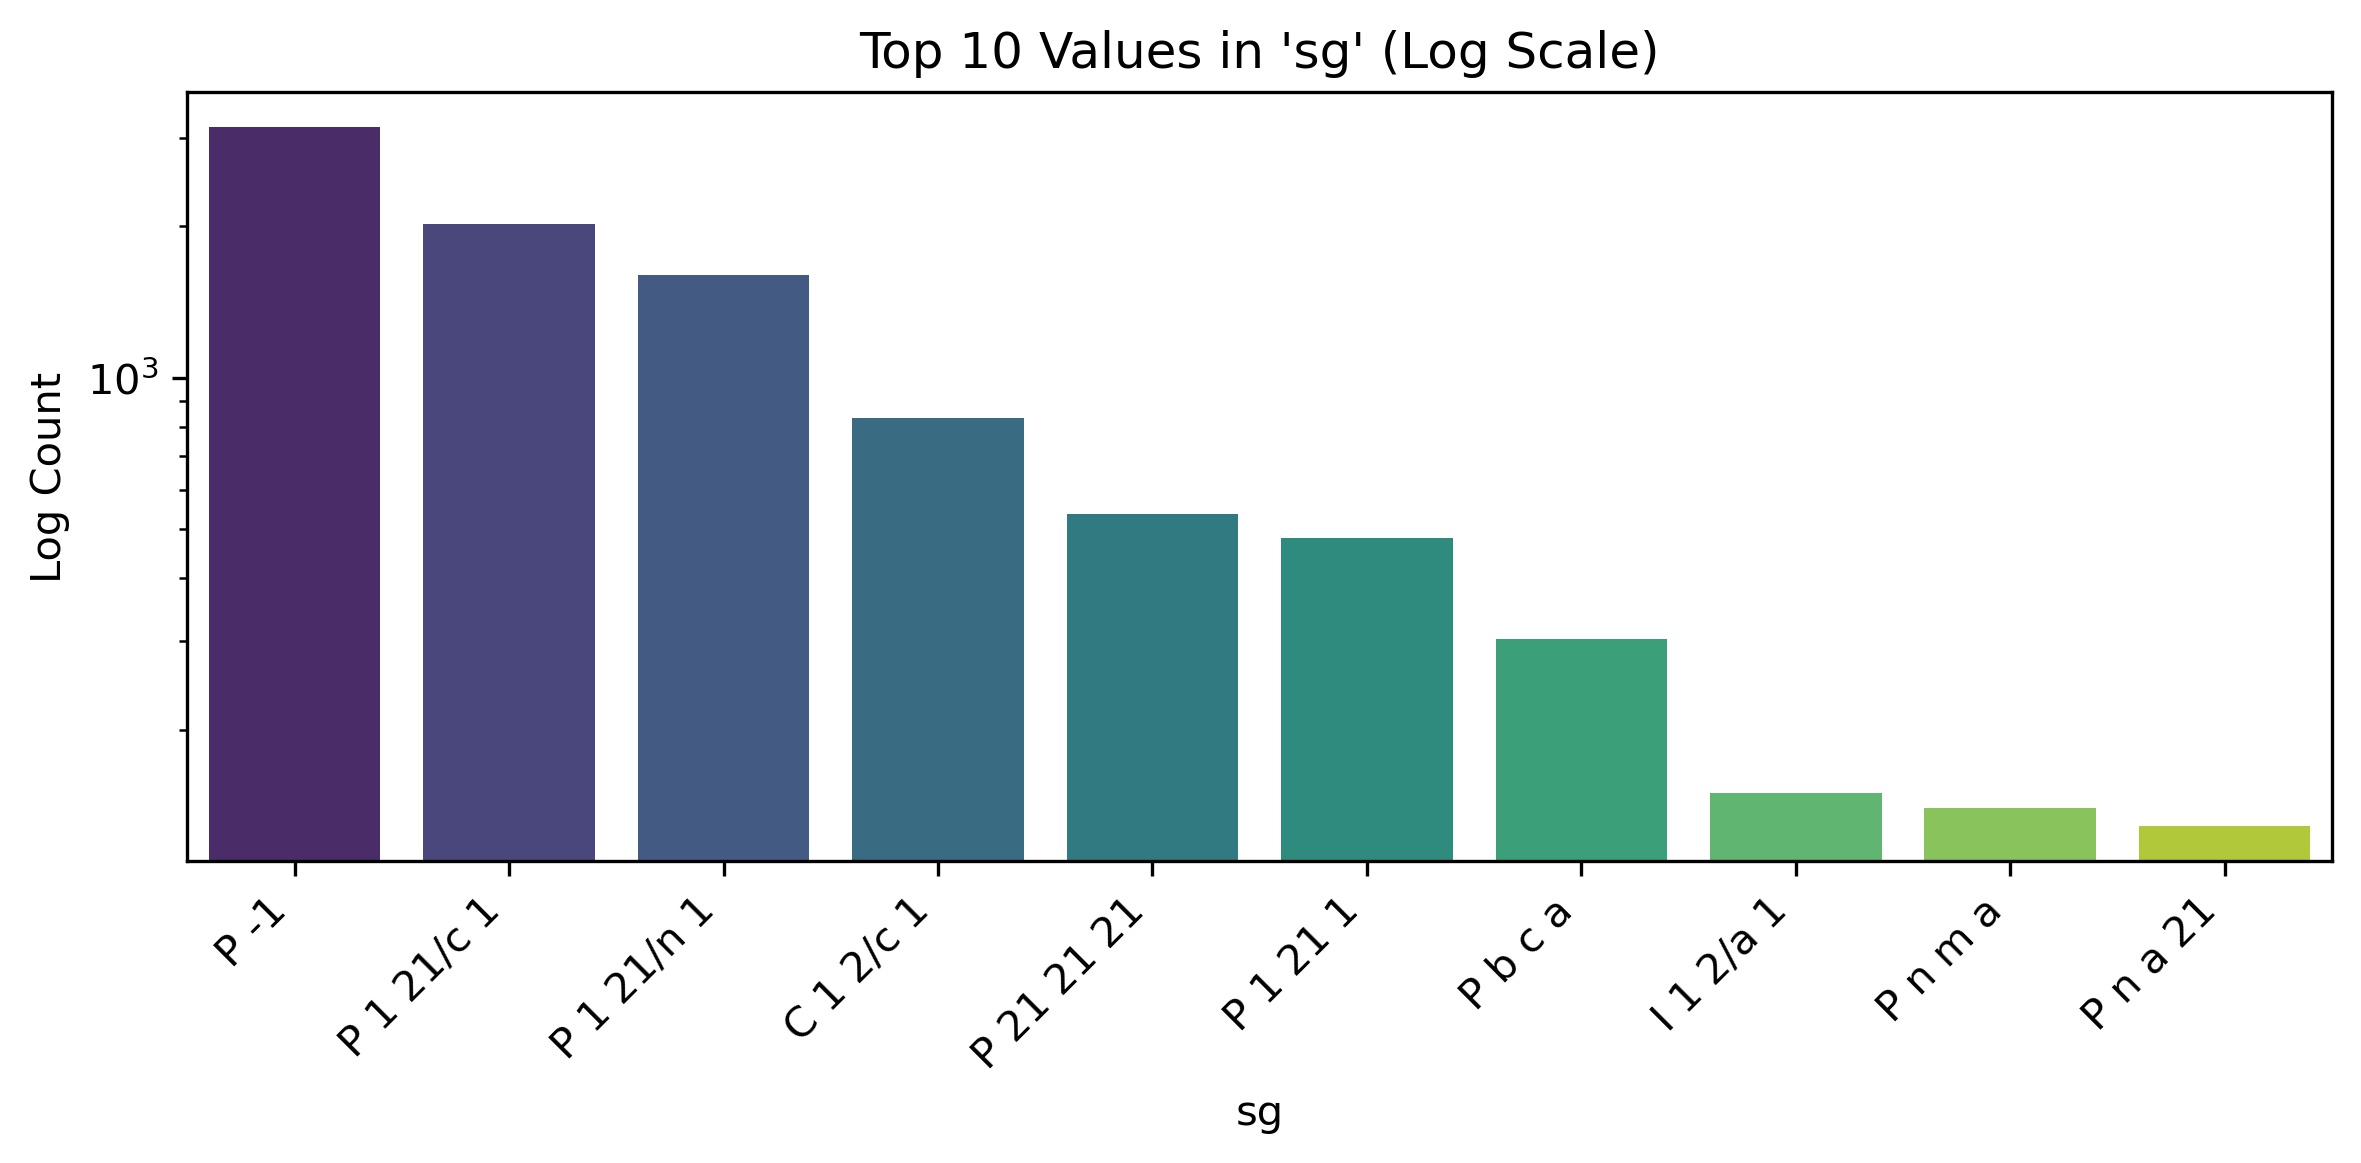 Top 10 Values in 'sg' (Log Scale)
Log Count
10³
P -1
P 1 21/c 1
P 1 21/n 1
C 1 2/c 1
P 21 21 21
P 1 21 1
P b c a
I 1 2/a 1
P n m a
P n a 21
sg